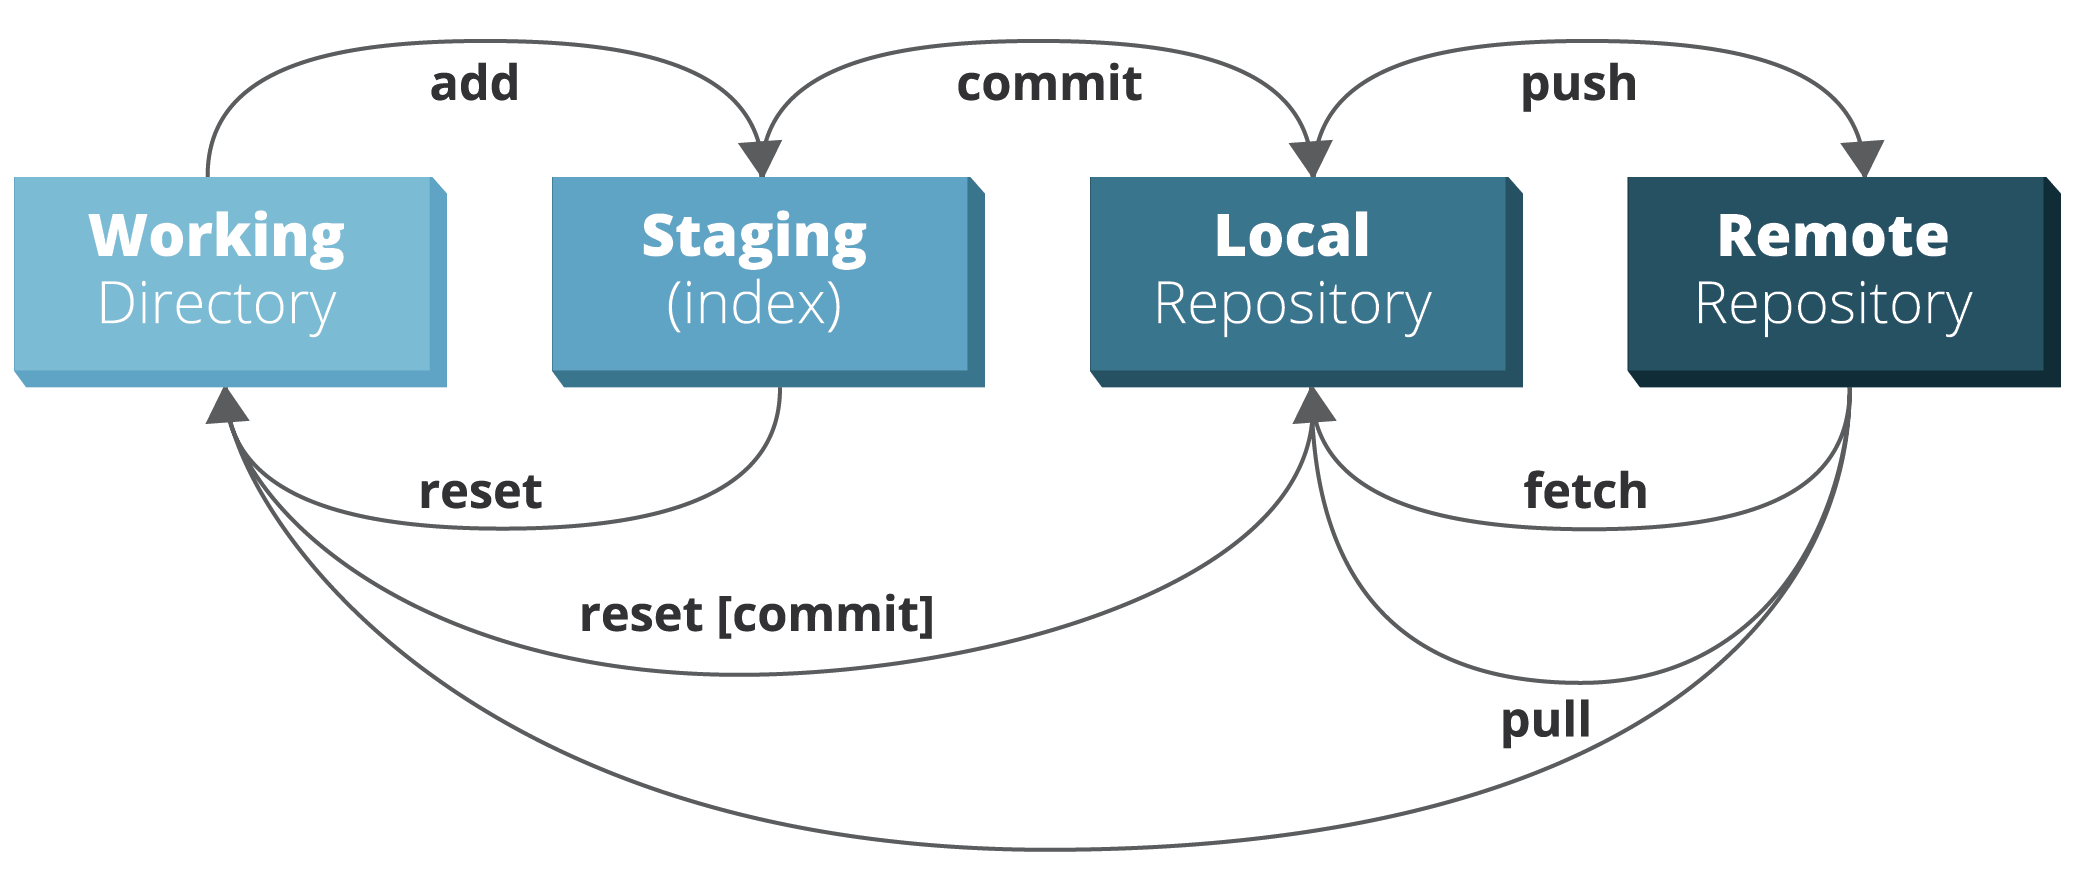 add
commit
push
Working
Directory
Staging
(index)
Local
Repository
Remote
Repository
reset
fetch
reset [commit]
pull